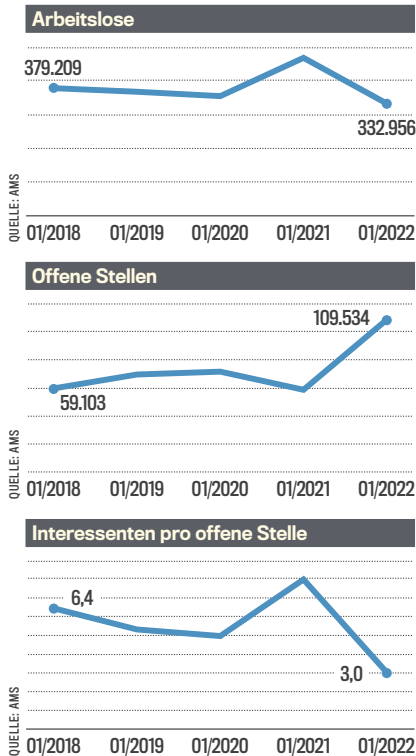 Arbeitslose
379.209
332.956
QUELLE: AMS
01/2018 01/2019 01/2020 01/2021 01/2022
Offene Stellen
109.534
59.103
QUELLE: AMS
01/2018 01/2019 01/2020 01/2021 01/2022
Interessenten pro offene Stelle
6,4
3,0
QUELLE: AMS
01/2018 01/2019 01/2020 01/2021 01/2022